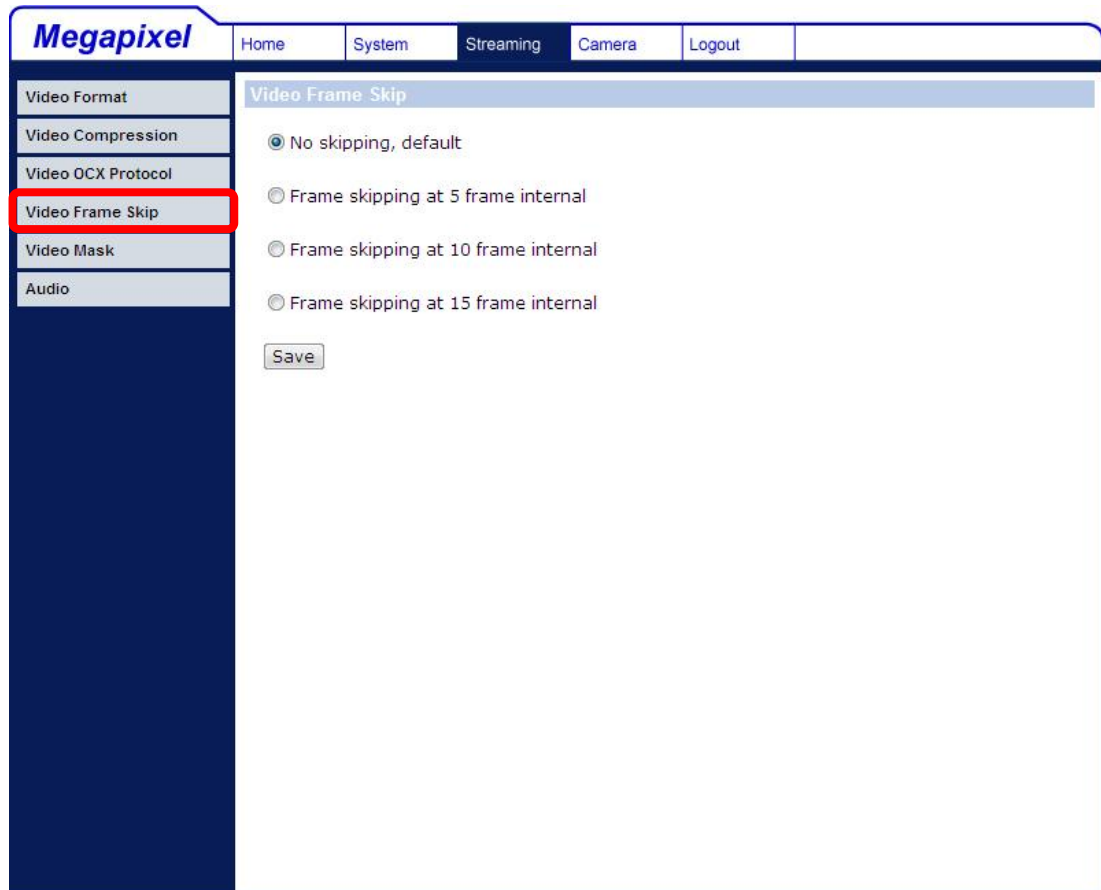 Megapixel
Home System Streaming Camera Logout
Video Format
Video Compression
Video OCX Protocol
Video Frame Skip
Video Mask
Audio
Video Frame Skip
No skipping, default
Frame skipping at 5 frame internal
Frame skipping at 10 frame internal
Frame skipping at 15 frame internal
Save